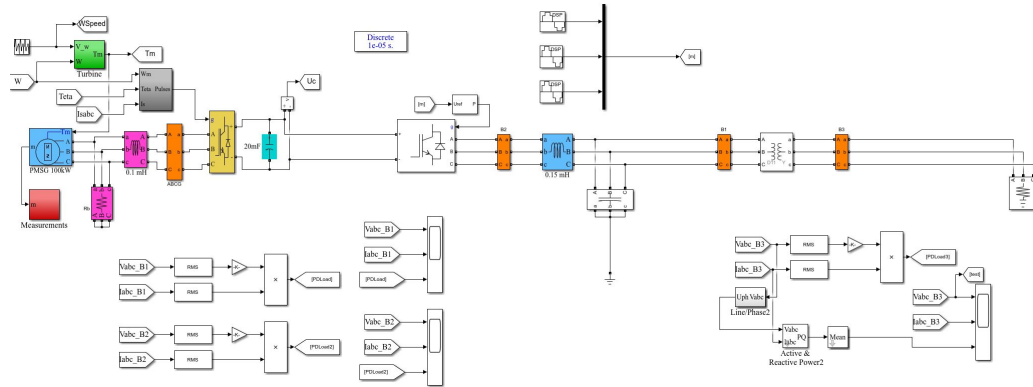 WSpeed
V_w
Tm
W
Turbine
Tm
W
Teta
Isabc
Wm
Teta
Is
Pulses
Uc
Discrete
1e-05 s.
DSP
DSP
DSP
[m]
[m]
Uref
P
Tm
m
A
B
C
PMSG 100kW
a
b
c
A
B
C
0.1 mH
A
B
C
a
b
c
ABCG
g
A
B
C
20mF
g
A
B
C
B2
A
B
C
a
b
c
A
B
C
a
b
c
0.15 mH
B1
A
B
C
a
b
c
A
B
C
a
b
c
B3
A
B
C
a
b
c
m
Measurements
a
b
c
A
B
C
A
B
C
a
b
c
A
B
C
Vabc_B1
RMS
-K-
×
[PDLoad]
Iabc_B1
RMS
Vabc_B2
RMS
-K-
×
[PDLoad2]
Iabc_B2
RMS
Vabc_B1
Iabc_B1
[PDLoad]
Vabc_B2
Iabc_B2
[PDLoad2]
Vabc_B3
RMS
-K-
×
[PDLoad3]
Iabc_B3
RMS
[test]
Vabc_B3
Iabc_B3
Uph Vabc
Line/Phase2
Vabc
Iabc
PQ
Active &
Reactive Power2
Mean